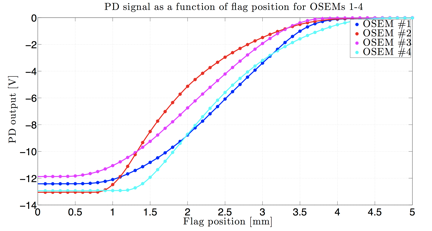 PD signal as a function of flag position for OSEMs 1-4
0
OSEM #1
OSEM #2
OSEM #3
OSEM #4
-2
-4
-6
-8
-10
-12
-14
PD output [V]
0 0.5 1 1.5 2 2.5 3 3.5 4 4.5 5
Flag position [mm]